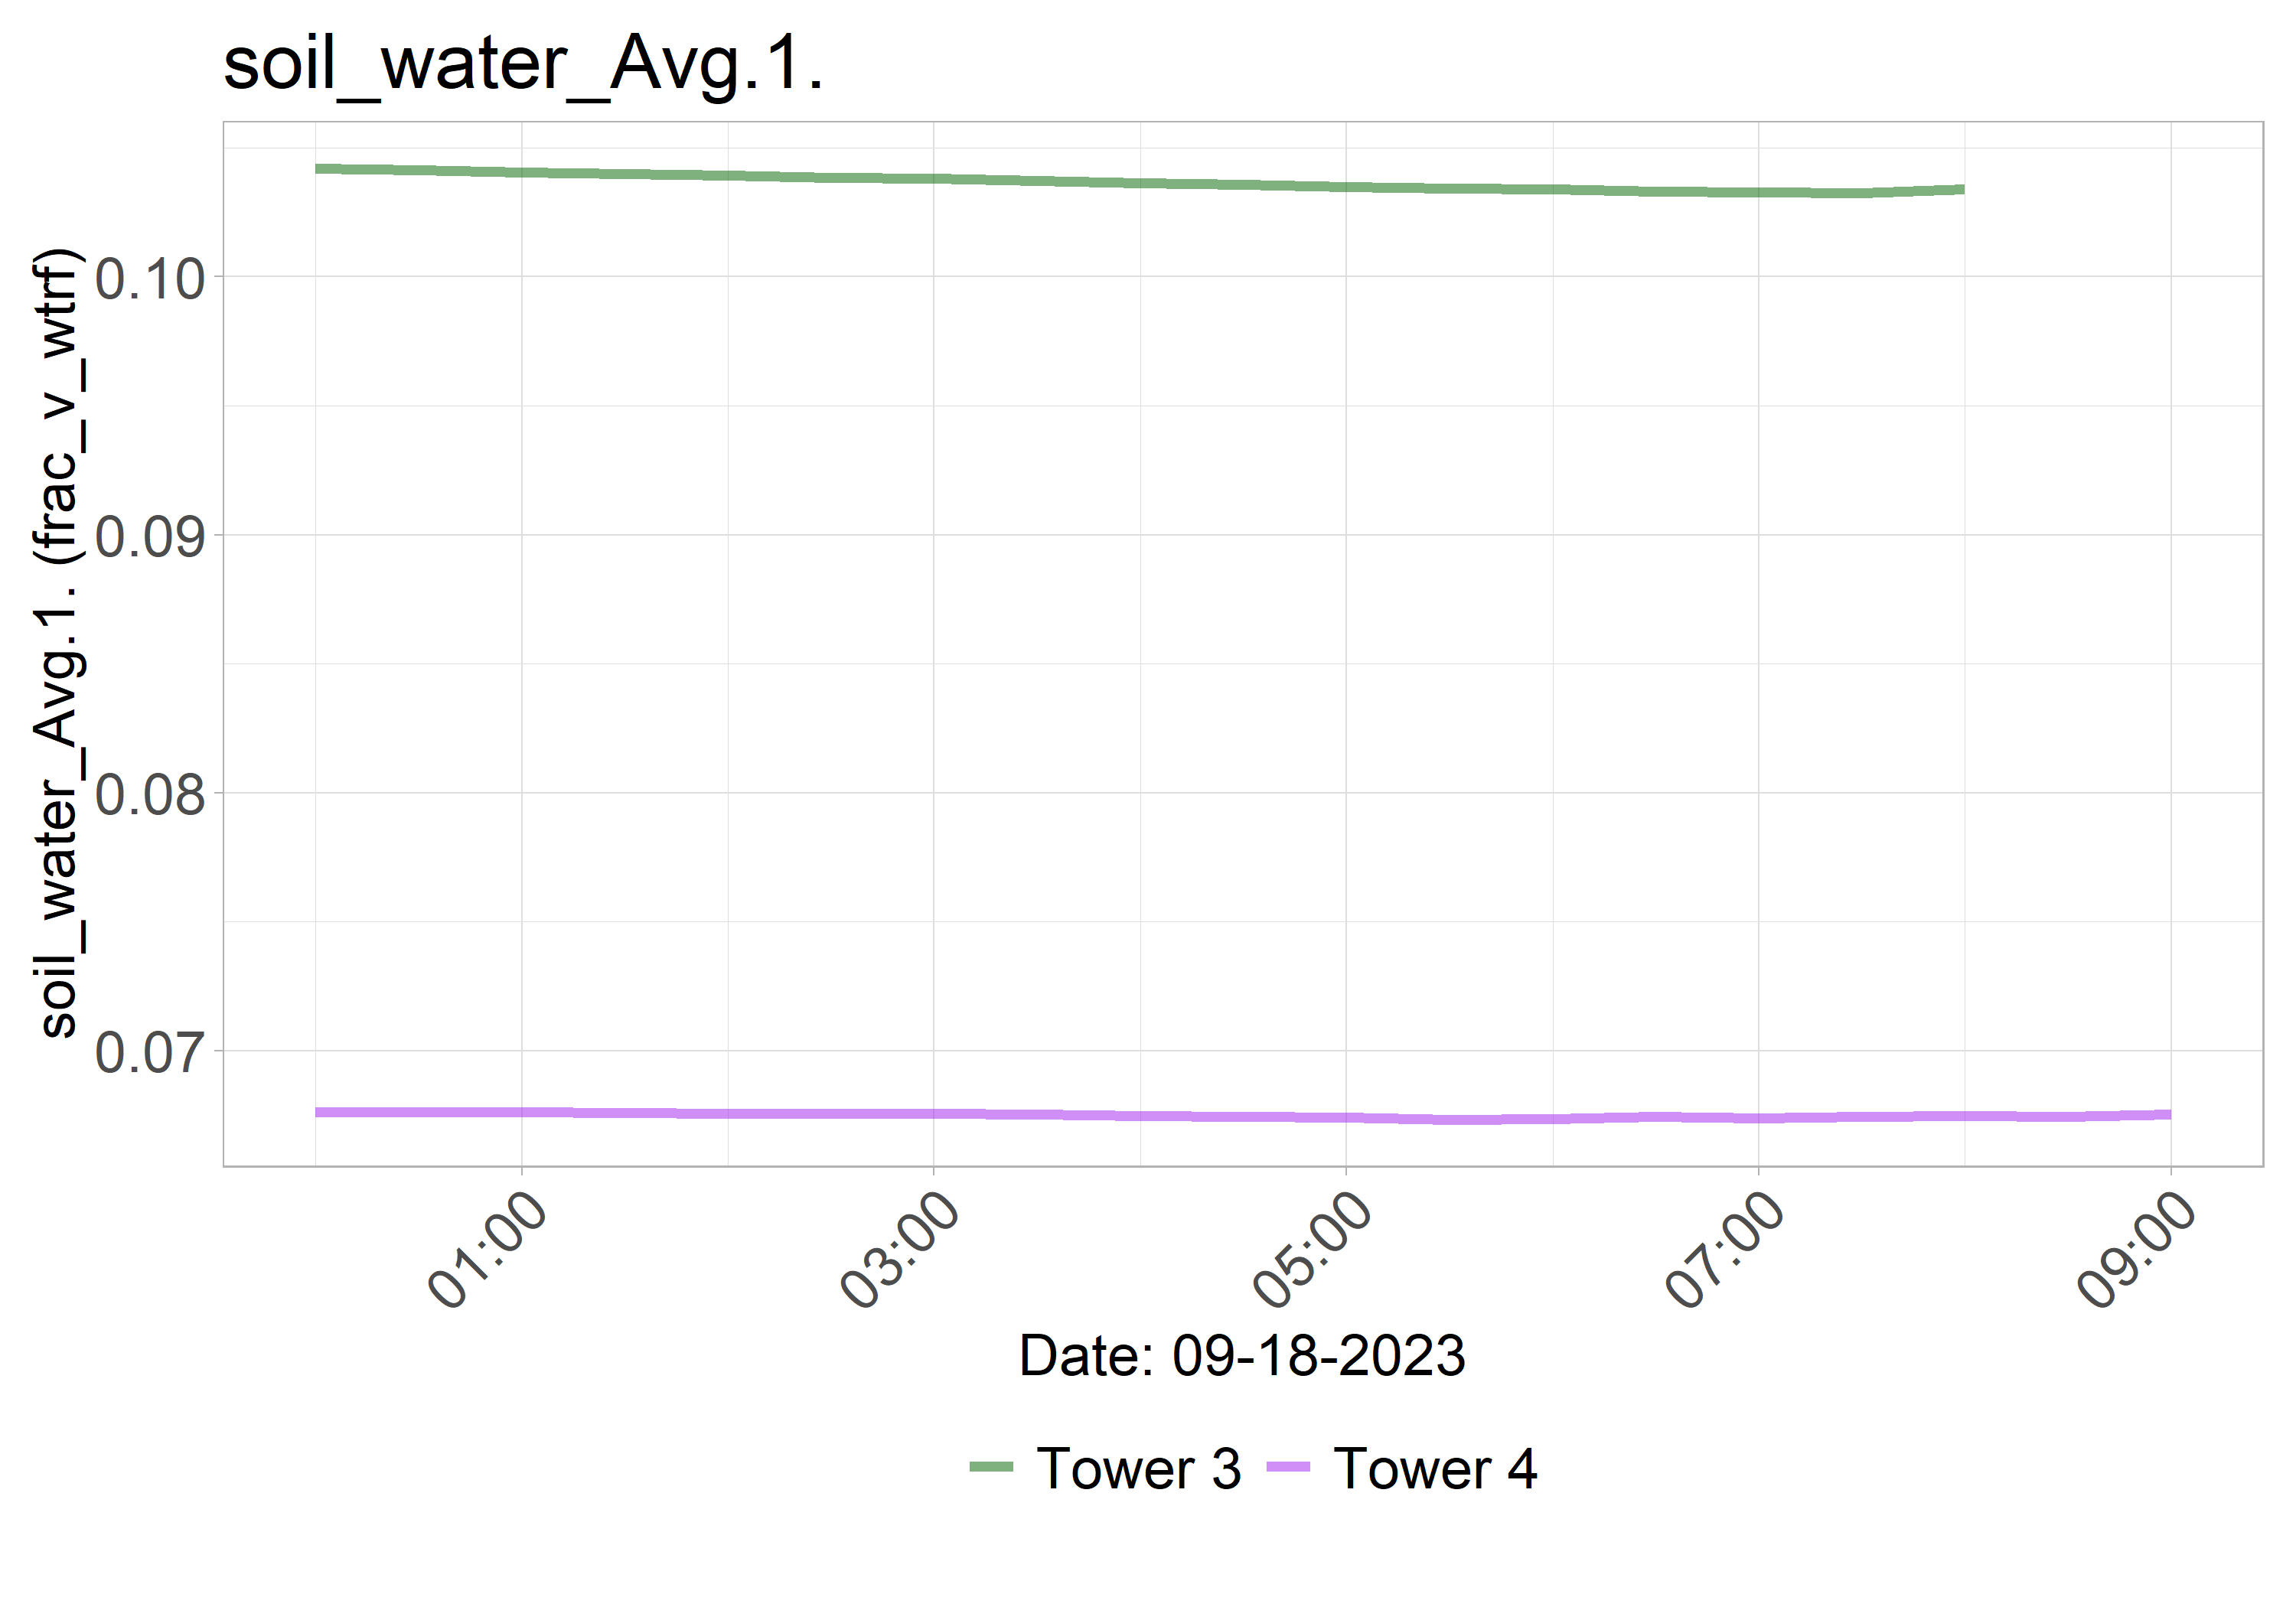 soil_water_Avg.1.
soil_water_Avg.1. (frac_v_wtrf)
0.10
0.09
0.08
0.07
01:00
03:00
05:00
07:00
09:00
Date: 09-18-2023
Tower 3
Tower 4